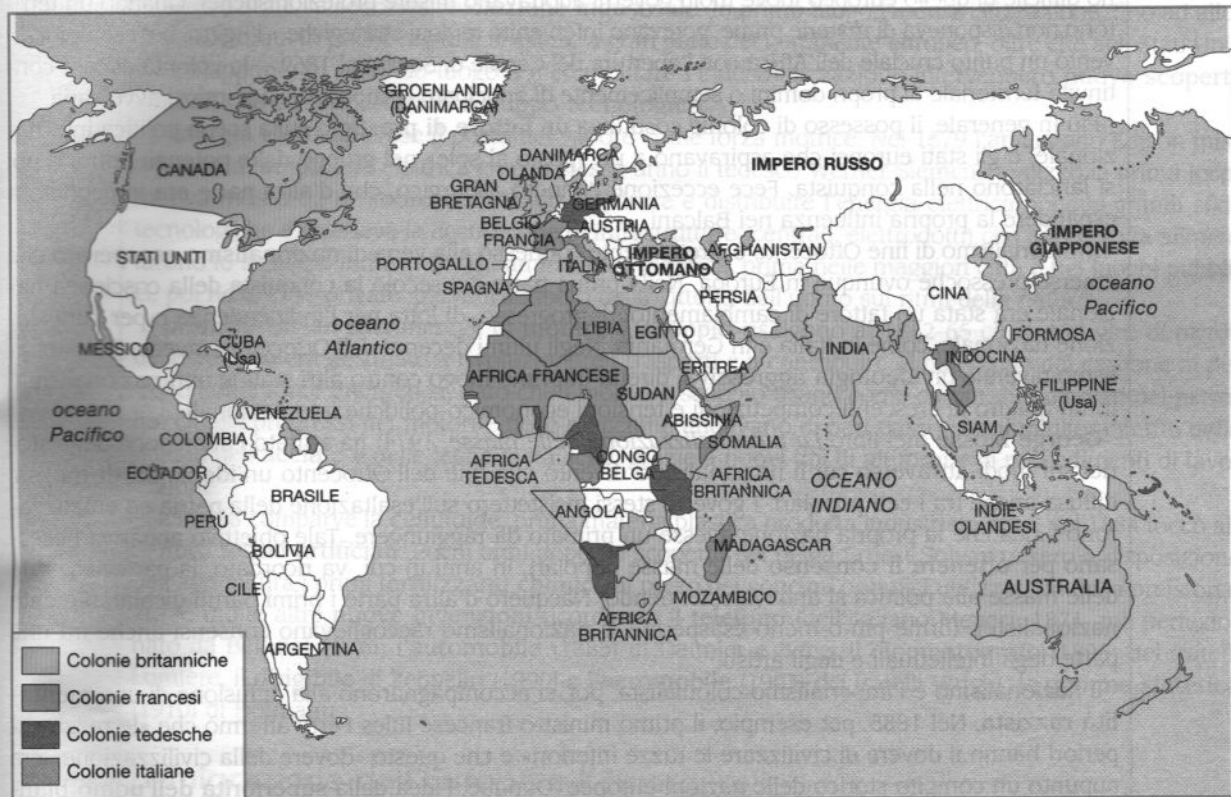 GROENLANDIA
(DANIMARCA)
CANADA
STATI UNITI
MESSICO
CUBA
(Usa)
oceano
Atlantico
oceano
Pacifico
VENEZUELA
COLOMBIA
ECUADOR
BRASILE
PERÚ
BOLIVIA
CILE
ARGENTINA
DANIMARCA
OLANDA
GRAN
BRETAGNA
GERMANIA
BELGIO
AUSTRIA
FRANCIA
PORTOGALLO
ITALIA
SPAGNA
IMPERO
OTTOMANO
IMPERO RUSSO
AFGHANISTAN
PERSIA
CINA
IMPERO
GIAPPONESE
oceano
Pacifico
FORMOSA
INDIA
INDOCINA
FILIPPINE
(Usa)
SIAM
LIBIA
EGITTO
AFRICA FRANCESE
SUDAN
ERITREA
ABISSINIA
SOMALIA
AFRICA
TEDESCA
CONGO
BELGA
AFRICA
BRITANNICA
ANGOLA
OCEANO
INDIANO
INDIE
OLANDESI
MADAGASCAR
MOZAMBICO
AFRICA
BRITANNICA
AUSTRALIA
Colonie britanniche
Colonie francesi
Colonie tedesche
Colonie italiane